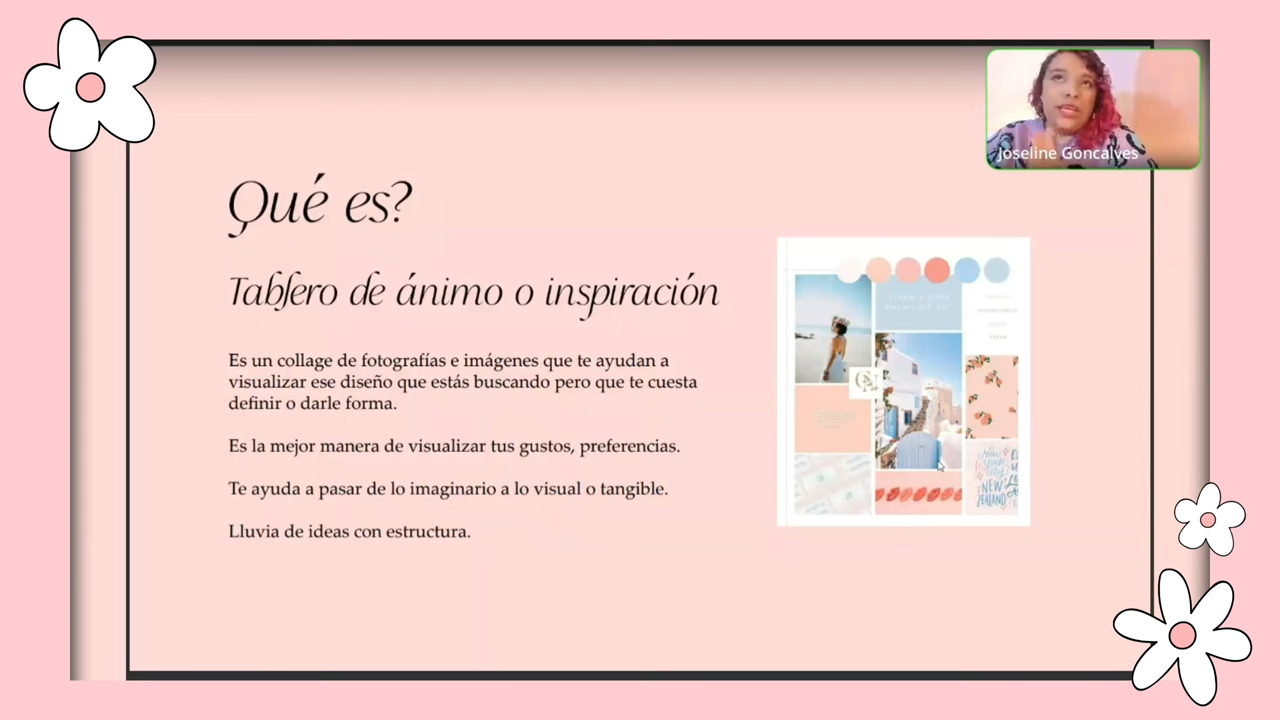 Joseline Goncalves
Qué es?
Tablero de ánimo o inspiración
Es un collage de fotografías e imágenes que te ayudan a
visualizar ese diseño que estás buscando pero que te cuesta
definir o darle forma.
Es la mejor manera de visualizar tus gustos, preferencias.
Te ayuda a pasar de lo imaginario a lo visual o tangible.
Lluvia de ideas con estructura.
NEW
ZEALAND